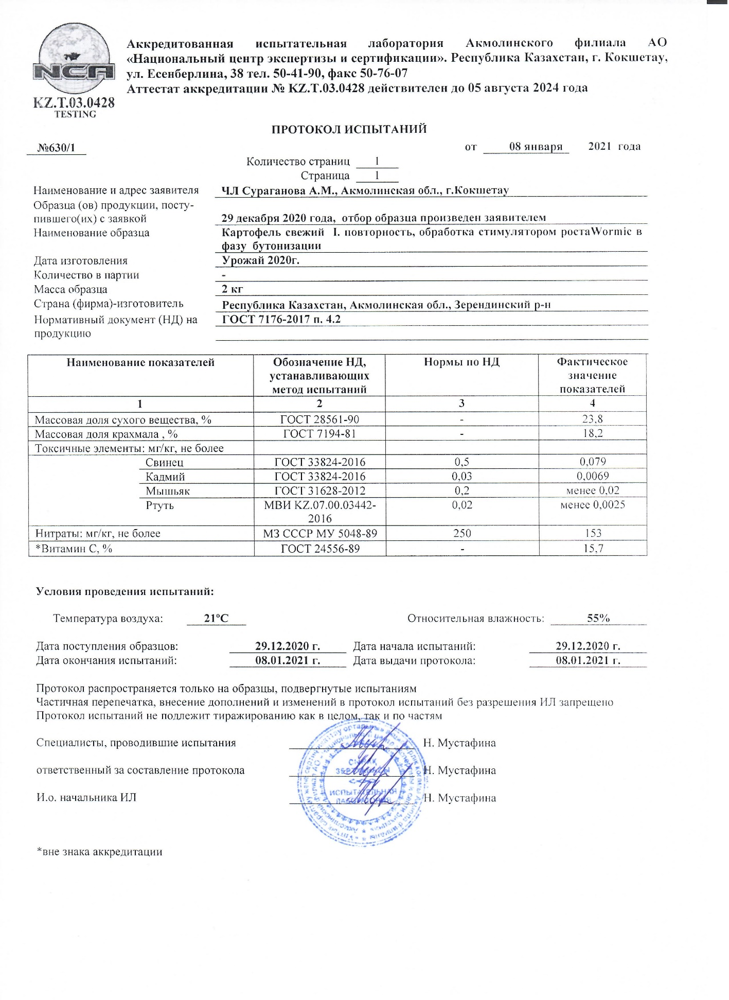 Аккредитованная испытательная лаборатория Акмолинского филиала АО
«Национальный центр экспертизы и сертификации». Республика Казахстан, г. Кокшетау,
ул. Есенберлина, 38 тел. 50-41-90, факс 50-76-07
Аттестат аккредитации № KZ.T.03.0428 действителен до 05 августа 2024 года
NCA
KZ.T.03.0428
TESTING
ПРОТОКОЛ ИСПЫТАНИЙ
№630/1 от 08 января 2021 года
Количество страниц 1
Страница 1
Наименование и адрес заявителя ЧЛ Сураганова А.М., Акмолинская обл., г.Кокшетау
Образца (ов) продукции, посту-
пившего(их) с заявкой 29 декабря 2020 года, отбор образца произведен заявителем
Наименование образца Картофель свежий I. повторность, обработка стимулятором ростаWormic в
фазу бутонизации
Дата изготовления Урожай 2020г.
Количество в партии -
Масса образца 2 кг
Страна (фирма)-изготовитель Республика Казахстан, Акмолинская обл., Зерендинский р-н
Нормативный документ (НД) на ГОСТ 7176-2017 п. 4.2
продукцию
Наименование показателей Обозначение НД, Нормы по НД Фактическое
устанавливающих значение
метод испытаний показателей
1 2 3 4
Массовая доля сухого вещества, % ГОСТ 28561-90 - 23,8
Массовая доля крахмала , % ГОСТ 7194-81 - 18,2
Токсичные элементы: мг/кг, не более
Свинец ГОСТ 33824-2016 0,5 0,079
Кадмий ГОСТ 33824-2016 0,03 0,0069
Мышьяк ГОСТ 31628-2012 0,2 менее 0,02
Ртуть МВИ KZ.07.00.03442- 0,02 менее 0,0025
2016
Нитраты: мг/кг, не более МЗ СССР МУ 5048-89 250 153
*Витамин С, % ГОСТ 24556-89 - 15,7
Условия проведения испытаний:
Температура воздуха: 21ºС Относительная влажность: 55%
Дата поступления образцов: 29.12.2020 г. Дата начала испытаний: 29.12.2020 г.
Дата окончания испытаний: 08.01.2021 г. Дата выдачи протокола: 08.01.2021 г.
Протокол распространяется только на образцы, подвергнутые испытаниям
Частичная перепечатка, внесение дополнений и изменений в протокол испытаний без разрешения ИЛ запрещено
Протокол испытаний не подлежит тиражированию как в целом, так и по частям
Специалисты, проводившие испытания Н. Мустафина
ответственный за составление протокола Н. Мустафина
И.о. начальника ИЛ Н. Мустафина
ИСПЫТАТЕЛЬНАЯ
*вне знака аккредитации